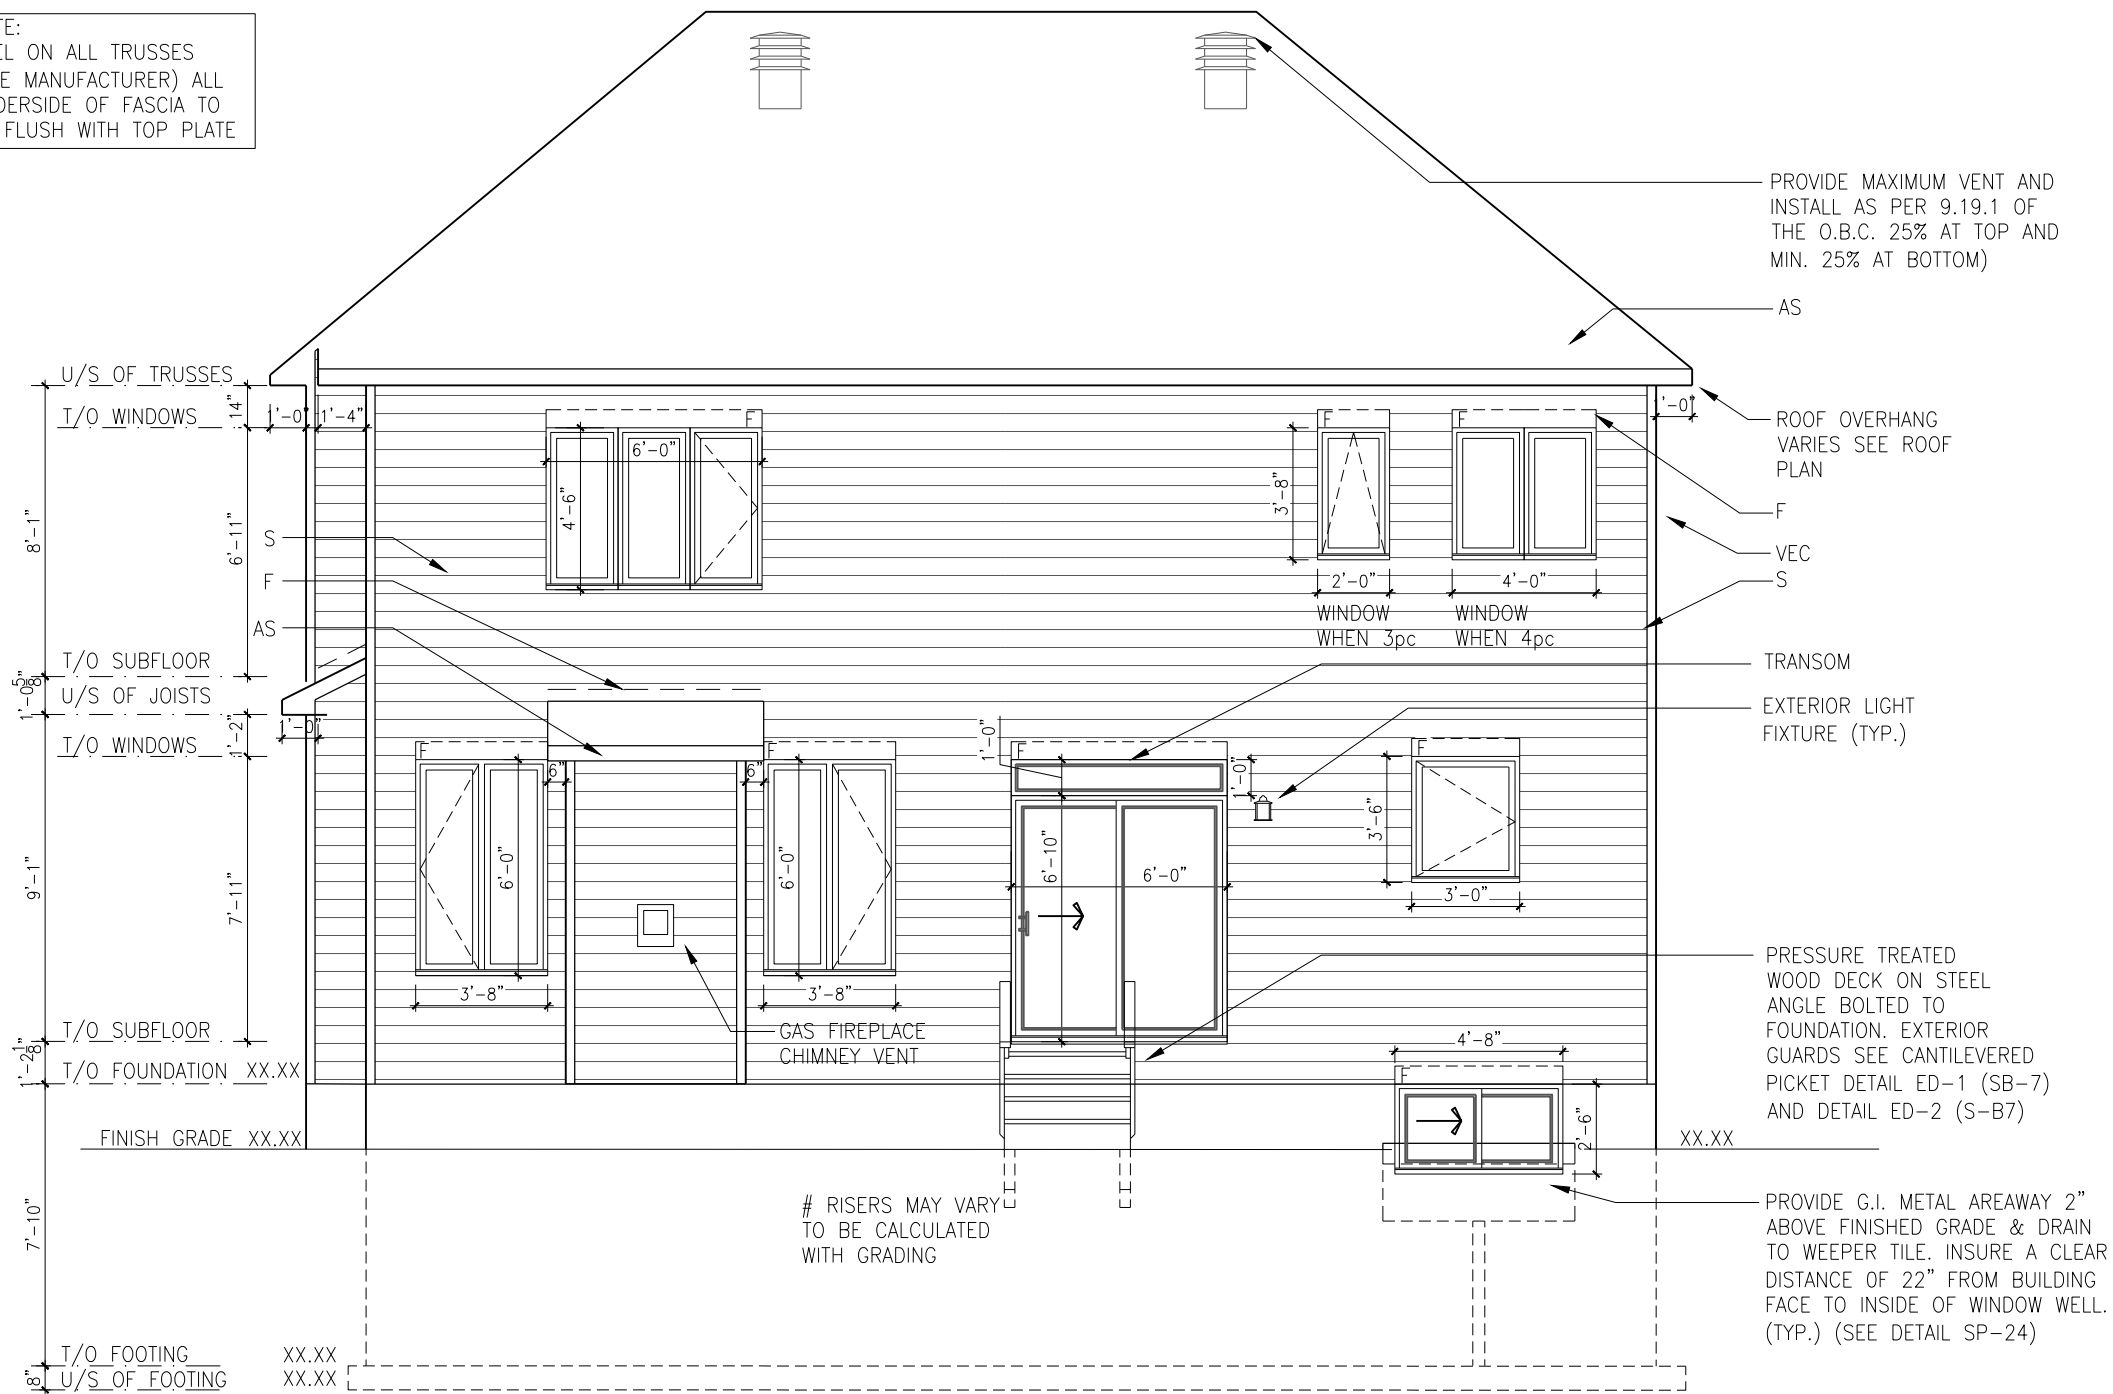 TE:
EL ON ALL TRUSSES
E MANUFACTURER) ALL
DERSIDE OF FASCIA TO
FLUSH WITH TOP PLATE
PROVIDE MAXIMUM VENT AND
INSTALL AS PER 9.19.1 OF
THE O.B.C. 25% AT TOP AND
MIN. 25% AT BOTTOM)
AS
ROOF OVERHANG
VARIES SEE ROOF
PLAN
F
VEC
S
TRANSOM
EXTERIOR LIGHT
FIXTURE (TYP.)
PRESSURE TREATED
WOOD DECK ON STEEL
ANGLE BOLTED TO
FOUNDATION. EXTERIOR
GUARDS SEE CANTILEVERED
PICKET DETAIL ED-1 (SB-7)
AND DETAIL ED-2 (S-B7)
XX.XX
PROVIDE G.I. METAL AREAWAY 2"
ABOVE FINISHED GRADE & DRAIN
TO WEEPER TILE. INSURE A CLEAR
DISTANCE OF 22" FROM BUILDING
FACE TO INSIDE OF WINDOW WELL.
(TYP.) (SEE DETAIL SP-24)
U/S OF TRUSSES
T/O WINDOWS
14"
1'-0"
1'-4"
8'-1"
6'-11"
S
F
AS
T/O SUBFLOOR
1'-0 5/8"
U/S OF JOISTS
1'-0"
1'-2"
T/O WINDOWS
9'-1"
7'-11"
T/O SUBFLOOR
1'-2 1/8"
T/O FOUNDATION XX.XX
FINISH GRADE XX.XX
7'-10"
T/O FOOTING XX.XX
U/S OF FOOTING XX.XX
8"
F
6'-0"
4'-6"
F
3'-8"
2'-0"
WINDOW
WHEN 3pc
F
4'-0"
WINDOW
WHEN 4pc
'-0"
F
6'-0"
3'-8"
6"
6"
F
6'-0"
3'-8"
GAS FIREPLACE
CHIMNEY VENT
1'-0"
F
1'-0"
6'-10"
6'-0"
F
3'-6"
3'-0"
4'-8"
F
2'-6"
# RISERS MAY VARY
TO BE CALCULATED
WITH GRADING